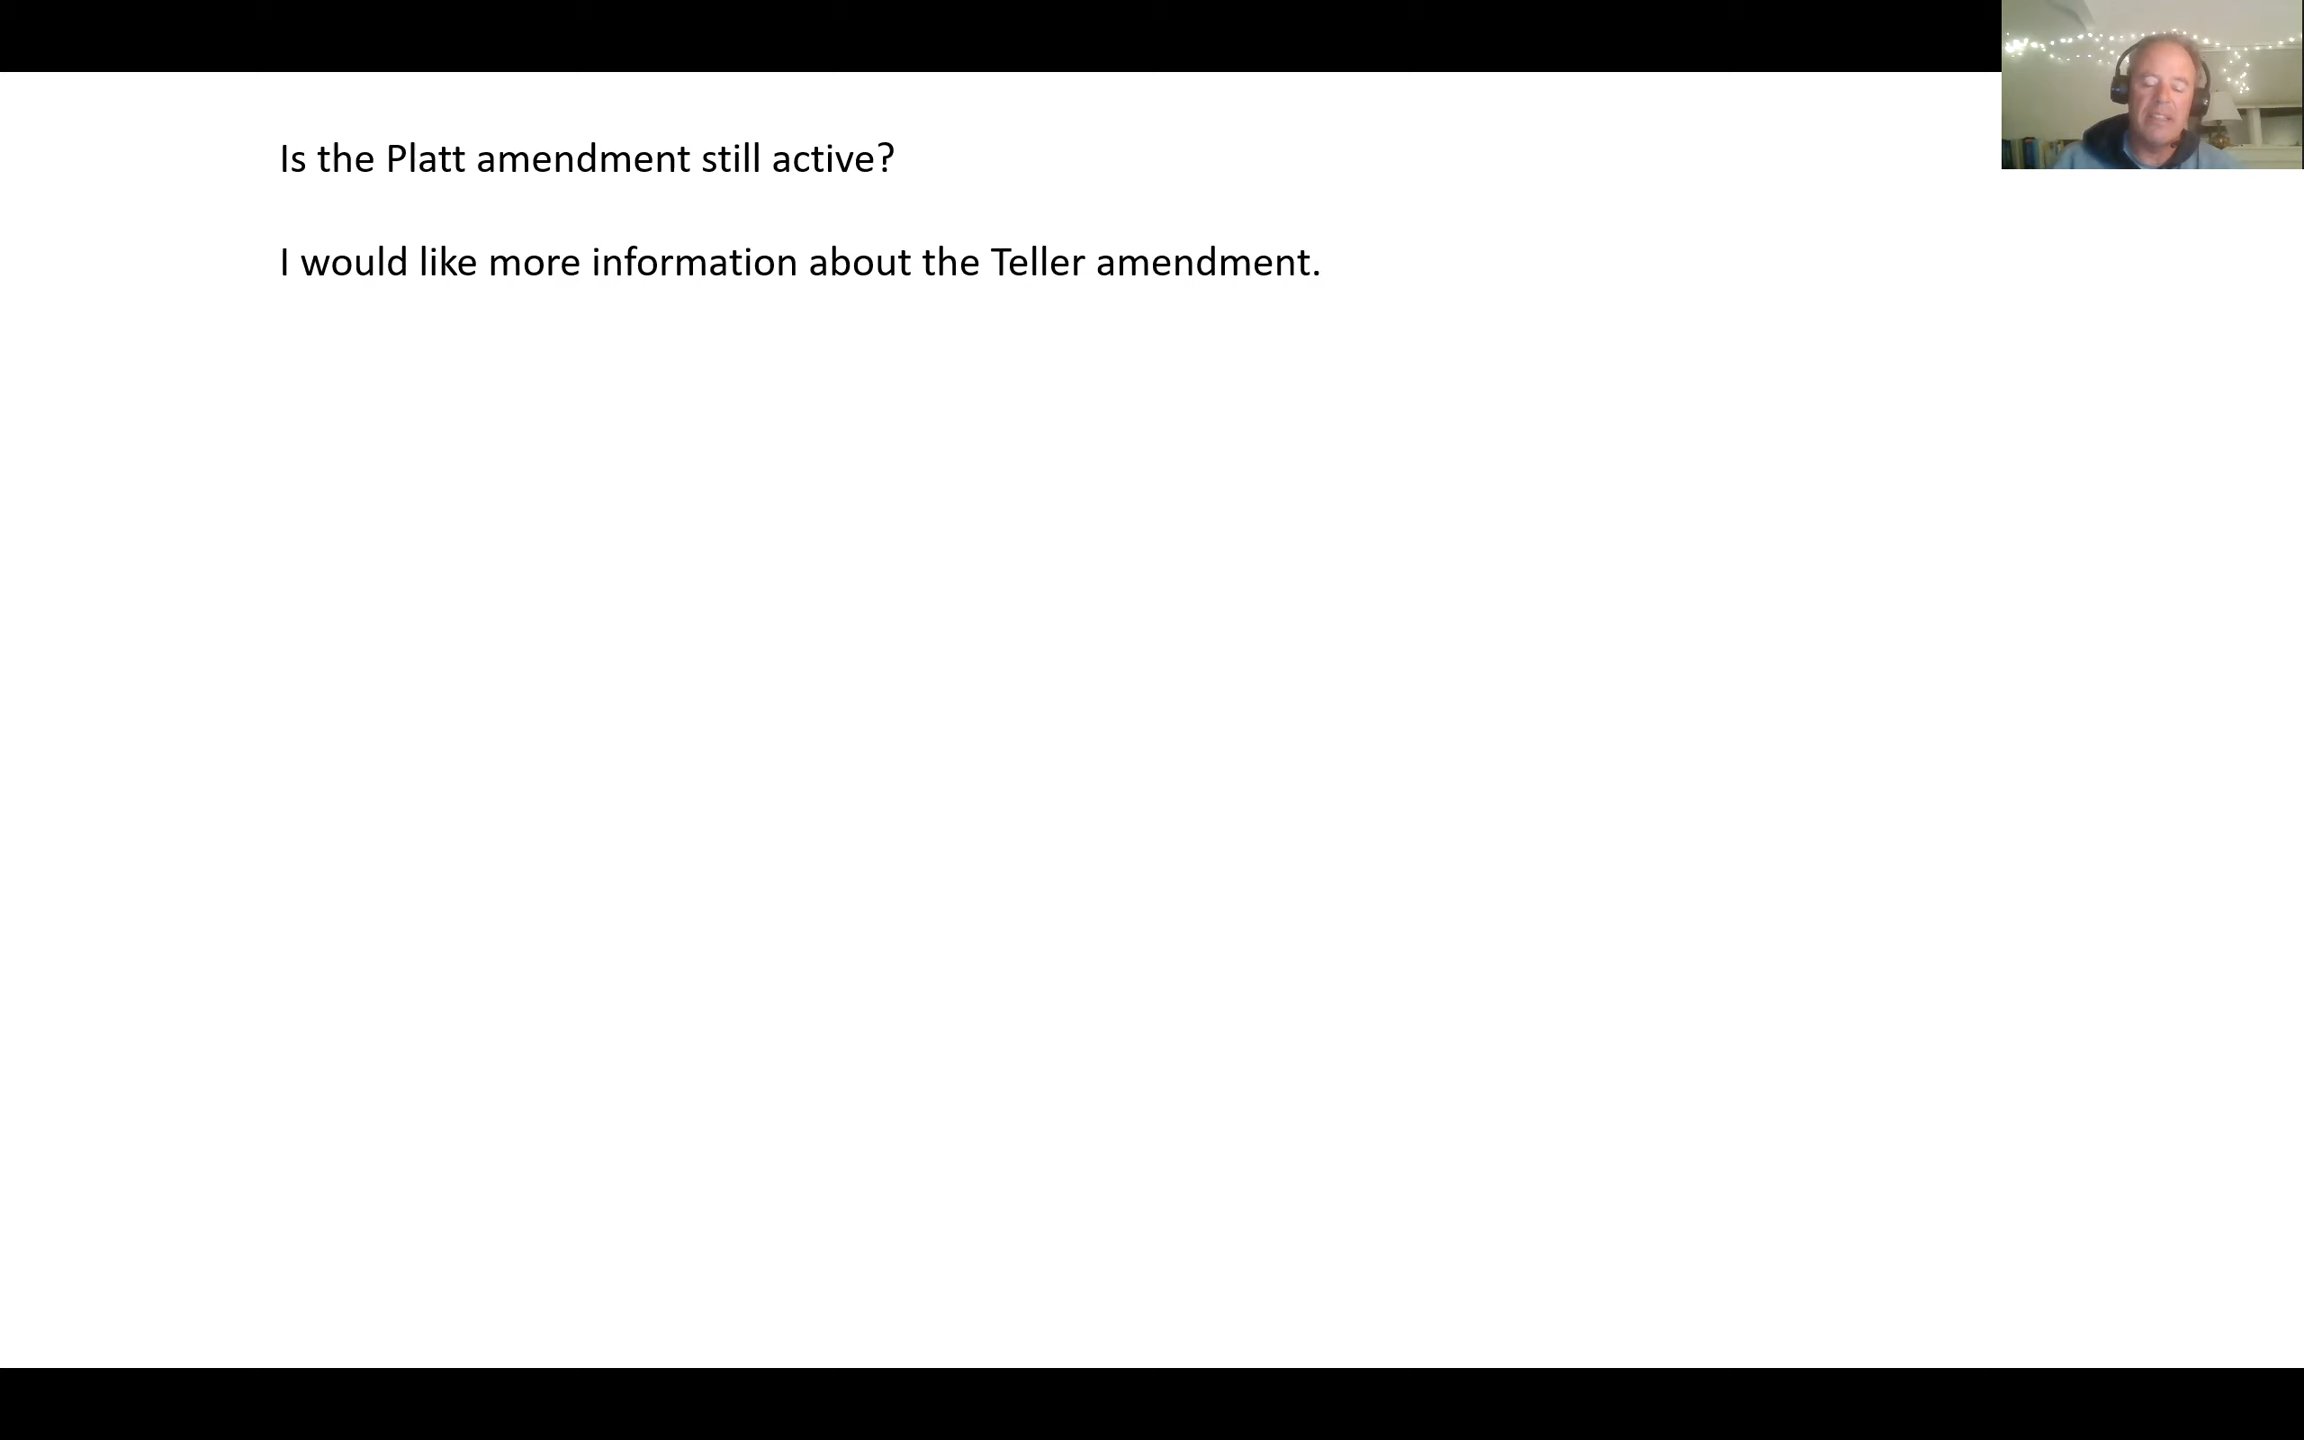 Is the Platt amendment still active?
I would like more information about the Teller amendment.